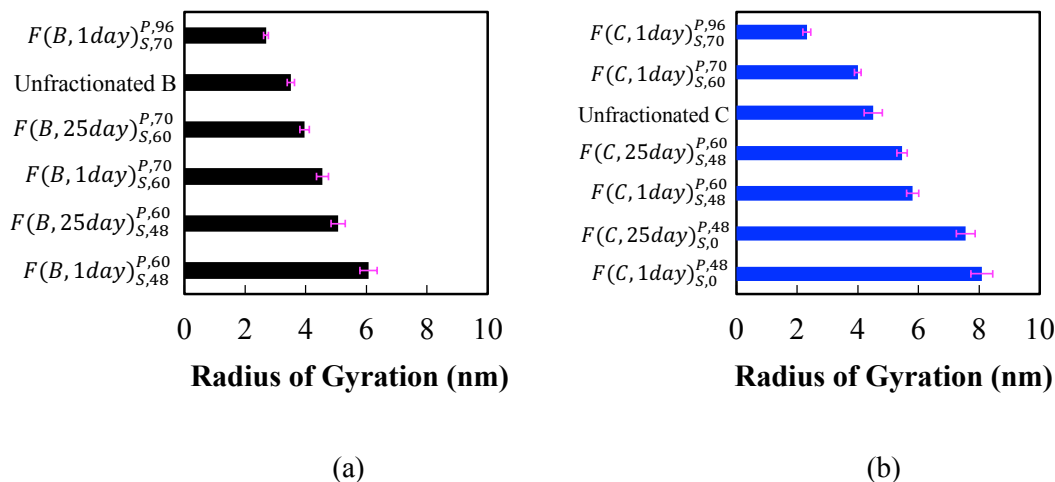 F(B, 1day)^{P,96}_{S,70}
Unfractionated B
F(B, 25day)^{P,70}_{S,60}
F(B, 1day)^{P,70}_{S,60}
F(B, 25day)^{P,60}_{S,48}
F(B, 1day)^{P,60}_{S,48}
0 2 4 6 8 10
Radius of Gyration (nm)
(a)
F(C, 1day)^{P,96}_{S,70}
F(C, 1day)^{P,70}_{S,60}
Unfractionated C
F(C, 25day)^{P,60}_{S,48}
F(C, 1day)^{P,60}_{S,48}
F(C, 25day)^{P,48}_{S,0}
F(C, 1day)^{P,48}_{S,0}
0 2 4 6 8 10
Radius of Gyration (nm)
(b)